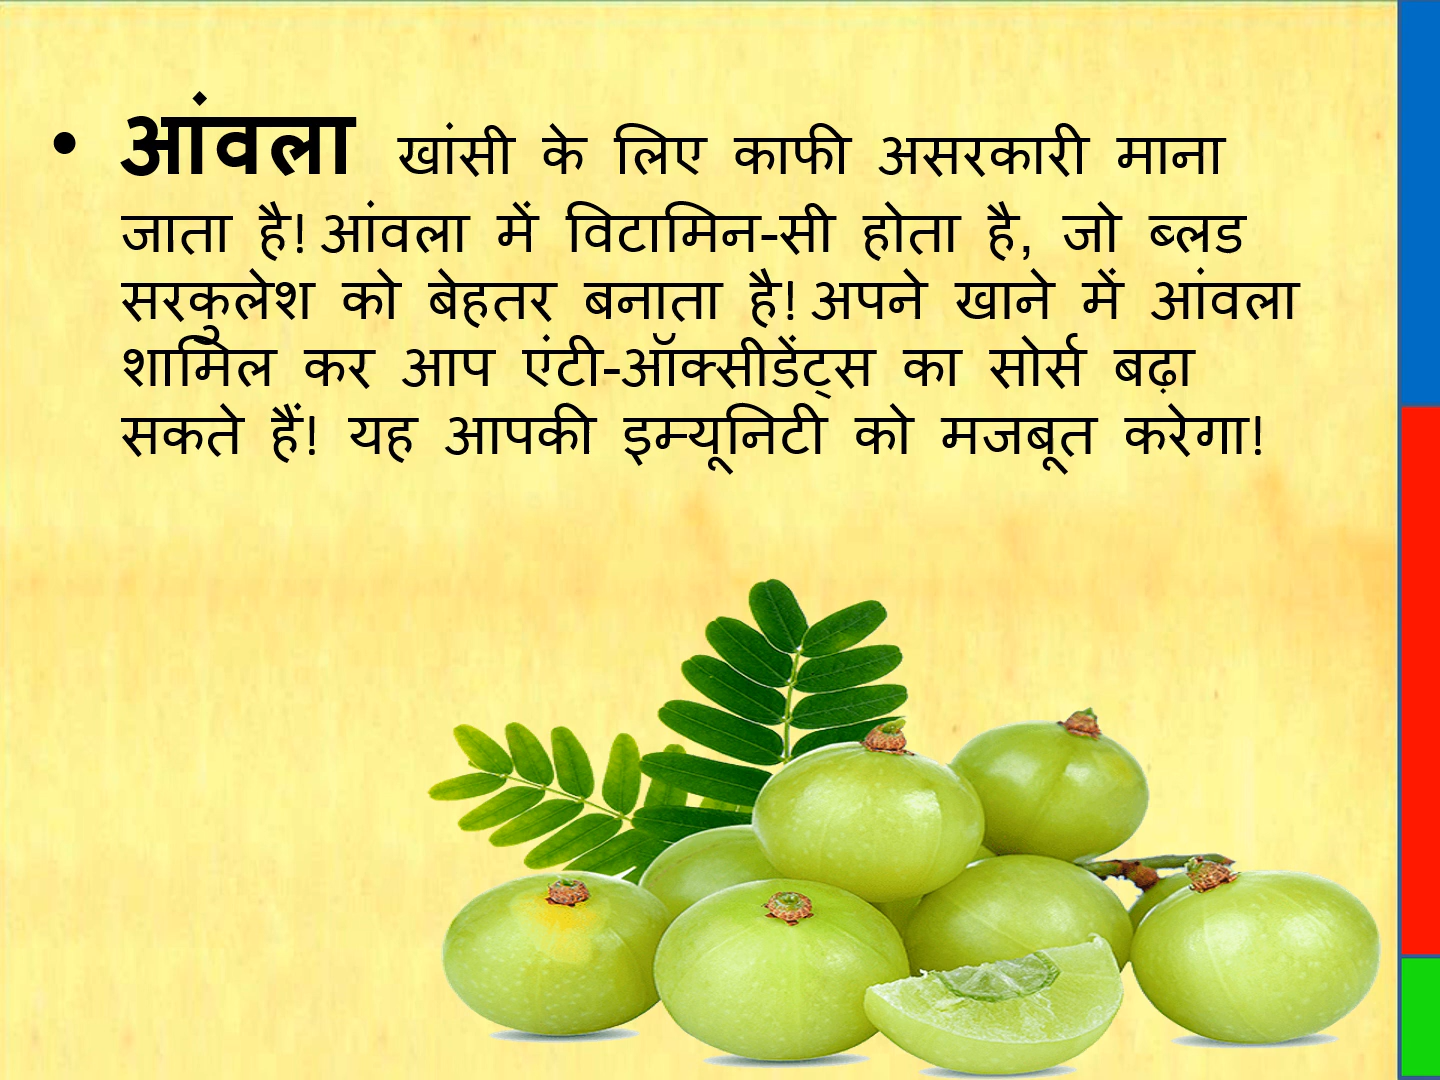 • आंवला खांसी के लिए काफी असरकारी माना
जाता है! आंवला में विटामिन-सी होता है, जो ब्लड
सरकुलेश को बेहतर बनाता है! अपने खाने में आंवला
शामिल कर आप एंटी-ऑक्सीडेंट्स का सोर्स बढ़ा
सकते हैं! यह आपकी इम्यूनिटी को मजबूत करेगा!